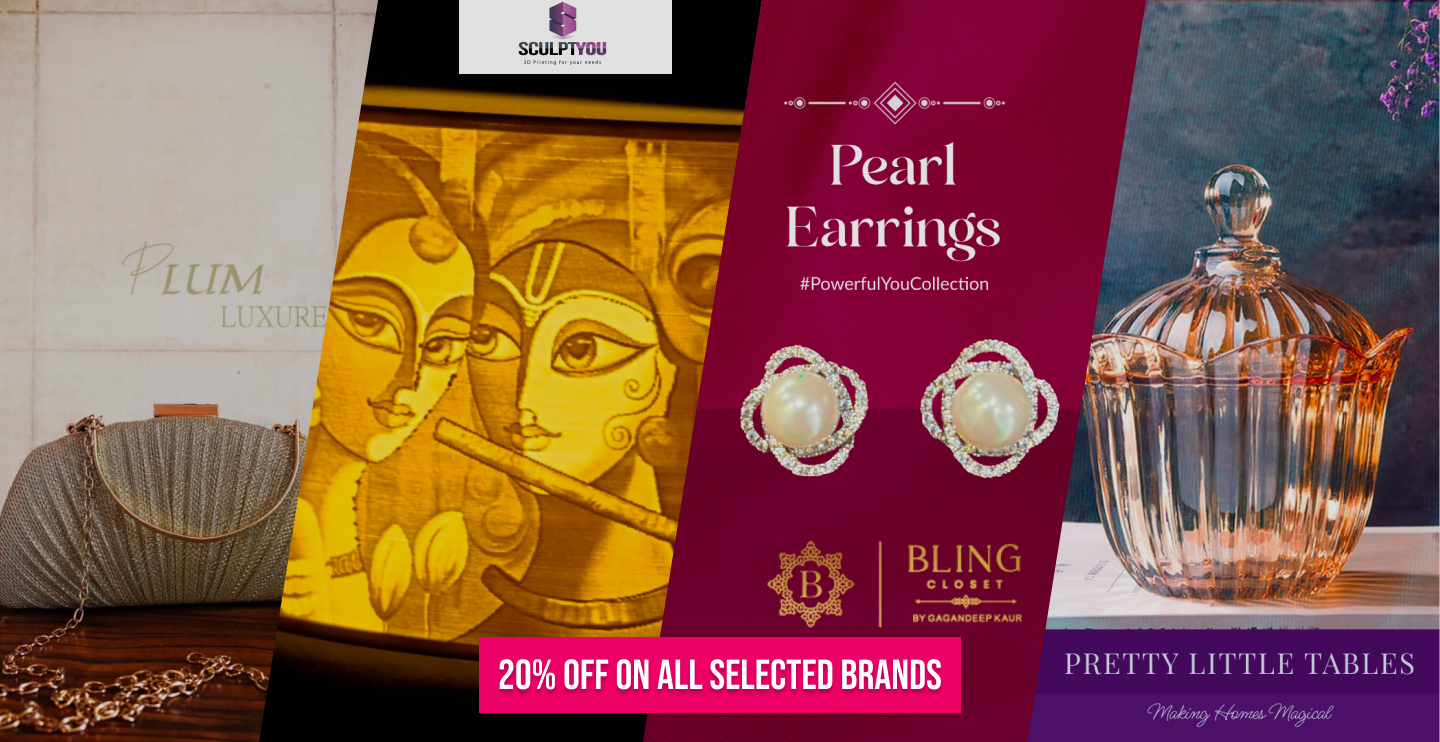 PLUM
LUXURE
SCULPTYOU
3D Printing for your needs
Pearl
Earrings
#PowerfulYouCollection
B
BLING
CLOSET
BY GAGANDEEP KAUR
20% OFF ON ALL SELECTED BRANDS
PRETTY LITTLE TABLES
Making Homes Magical